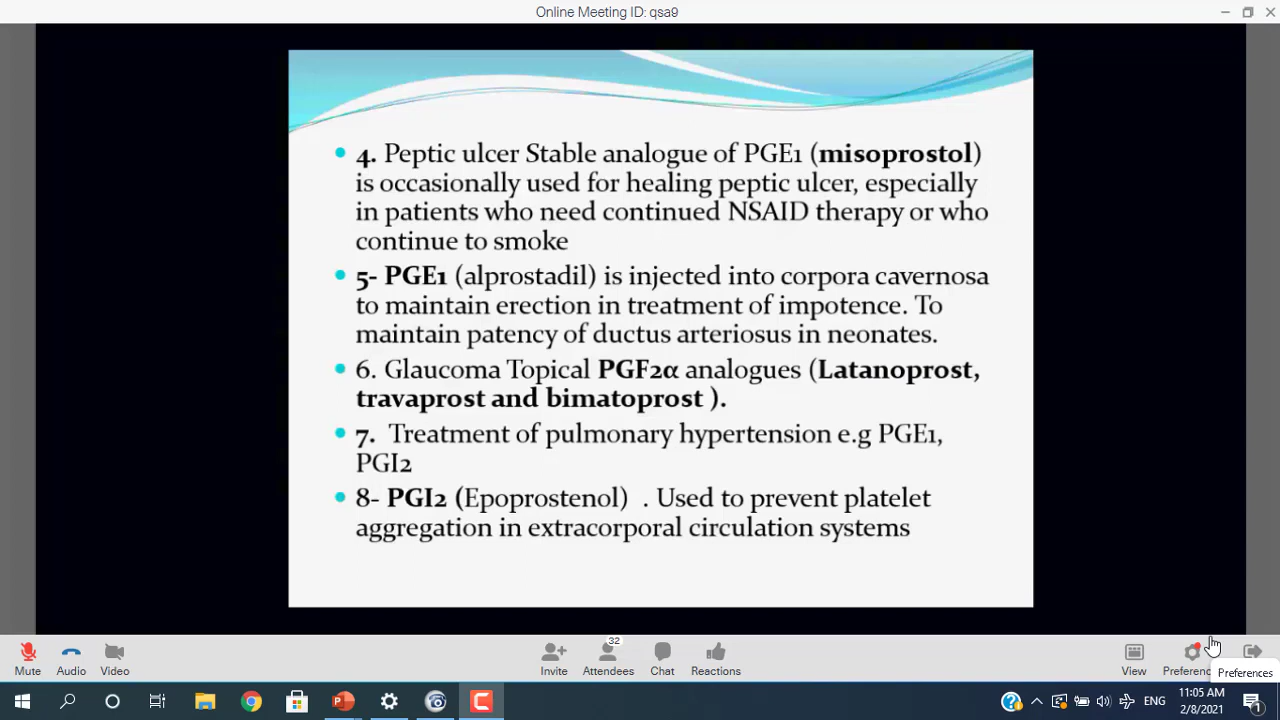 Online Meeting ID: qsa9
4. Peptic ulcer Stable analogue of PGE1 (misoprostol)
is occasionally used for healing peptic ulcer, especially
in patients who need continued NSAID therapy or who
continue to smoke
5- PGE1 (alprostadil) is injected into corpora cavernosa
to maintain erection in treatment of impotence. To
maintain patency of ductus arteriosus in neonates.
6. Glaucoma Topical PGF2α analogues (Latanoprost,
travaprost and bimatoprost ).
7. Treatment of pulmonary hypertension e.g PGE1,
PGI2
8- PGI2 (Epoprostenol) . Used to prevent platelet
aggregation in extracorporal circulation systems
32
Mute Audio Video Invite Attendees Chat Reactions View Preferenc
Preferences
ENG
11:05 AM
2/8/2021
1